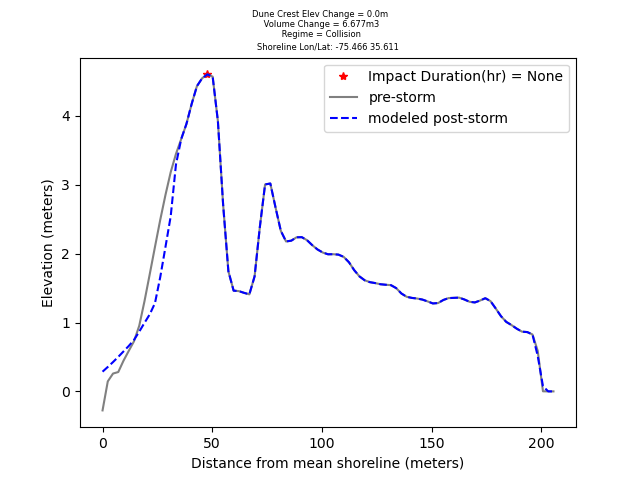 Dune Crest Elev Change = 0.0m
Volume Change = 6.677m3
Regime = Collision
Shoreline Lon/Lat: -75.466 35.611
Impact Duration(hr) = None
pre-storm
modeled post-storm
Elevation (meters)
4
3
2
1
0
0 50 100 150 200
Distance from mean shoreline (meters)